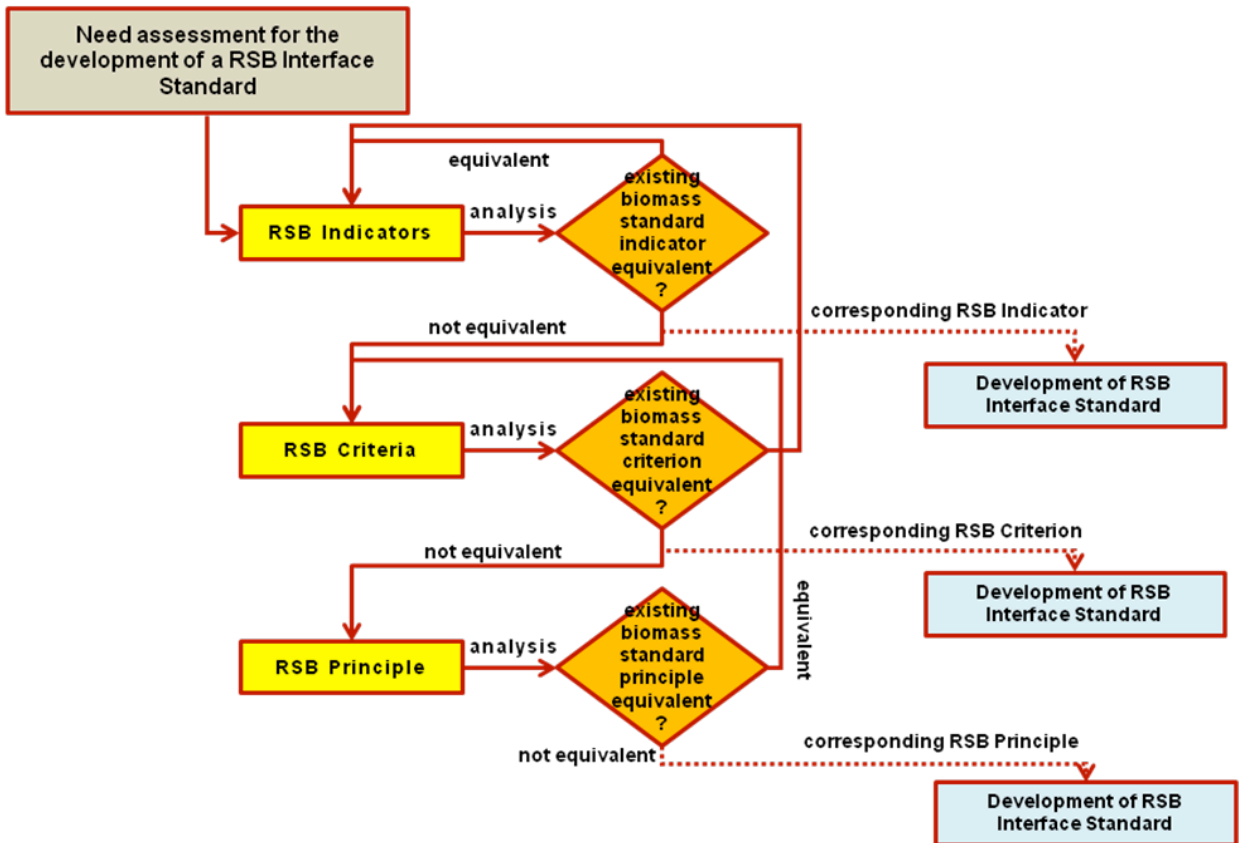 Need assessment for the
development of a RSB Interface
Standard
equivalent
RSB Indicators
analysis
existing
biomass
standard
indicator
equivalent
?
corresponding RSB Indicator
not equivalent
Development of RSB
Interface Standard
RSB Criteria
analysis
existing
biomass
standard
criterion
equivalent
?
corresponding RSB Criterion
not equivalent
Development of RSB
Interface Standard
equivalent
RSB Principle
analysis
existing
biomass
standard
principle
equivalent
?
not equivalent
corresponding RSB Principle
Development of RSB
Interface Standard